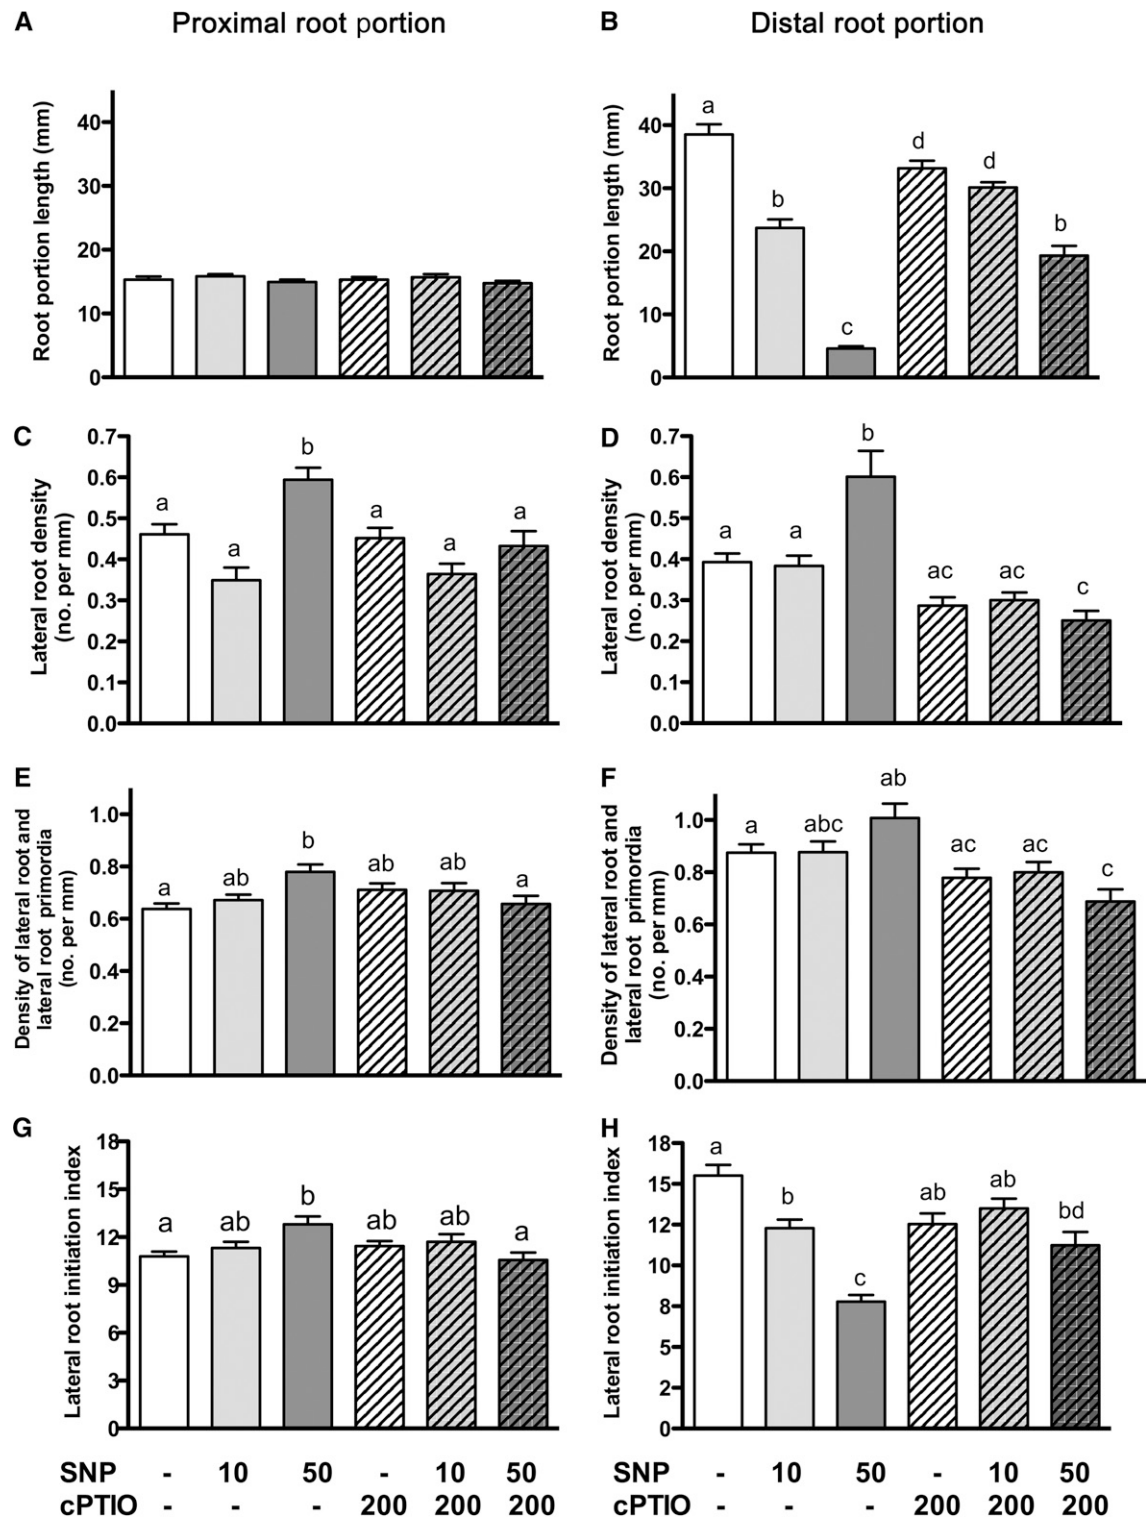 A Proximal root portion
B Distal root portion
Root portion length (mm)
40
30
20
10
0
Root portion length (mm)
40
30
20
10
0
a
b
c
d
d
b
C
Lateral root density
(no. per mm)
0.7
0.6
0.5
0.4
0.3
0.2
0.1
0.0
a
a
b
a
a
a
D
Lateral root density
(no. per mm)
0.7
0.6
0.5
0.4
0.3
0.2
0.1
0.0
a
a
b
ac
ac
c
E
Density of lateral root and
lateral root primordia
(no. per mm)
1.0
0.8
0.6
0.4
0.2
0.0
a
ab
b
ab
ab
a
F
Density of lateral root and
lateral root primordia
(no. per mm)
1.0
0.8
0.6
0.4
0.2
0.0
a
abc
ab
ac
ac
c
G
Lateral root initiation index
18
15
12
9
6
3
0
a
ab
b
ab
ab
a
H
Lateral root initiation index
18
15
12
10
8
5
2
0
a
b
c
ab
ab
bd
SNP - 10 50 - 10 50
cPTIO - - - 200 200 200
SNP - 10 50 - 10 50
cPTIO - - - 200 200 200